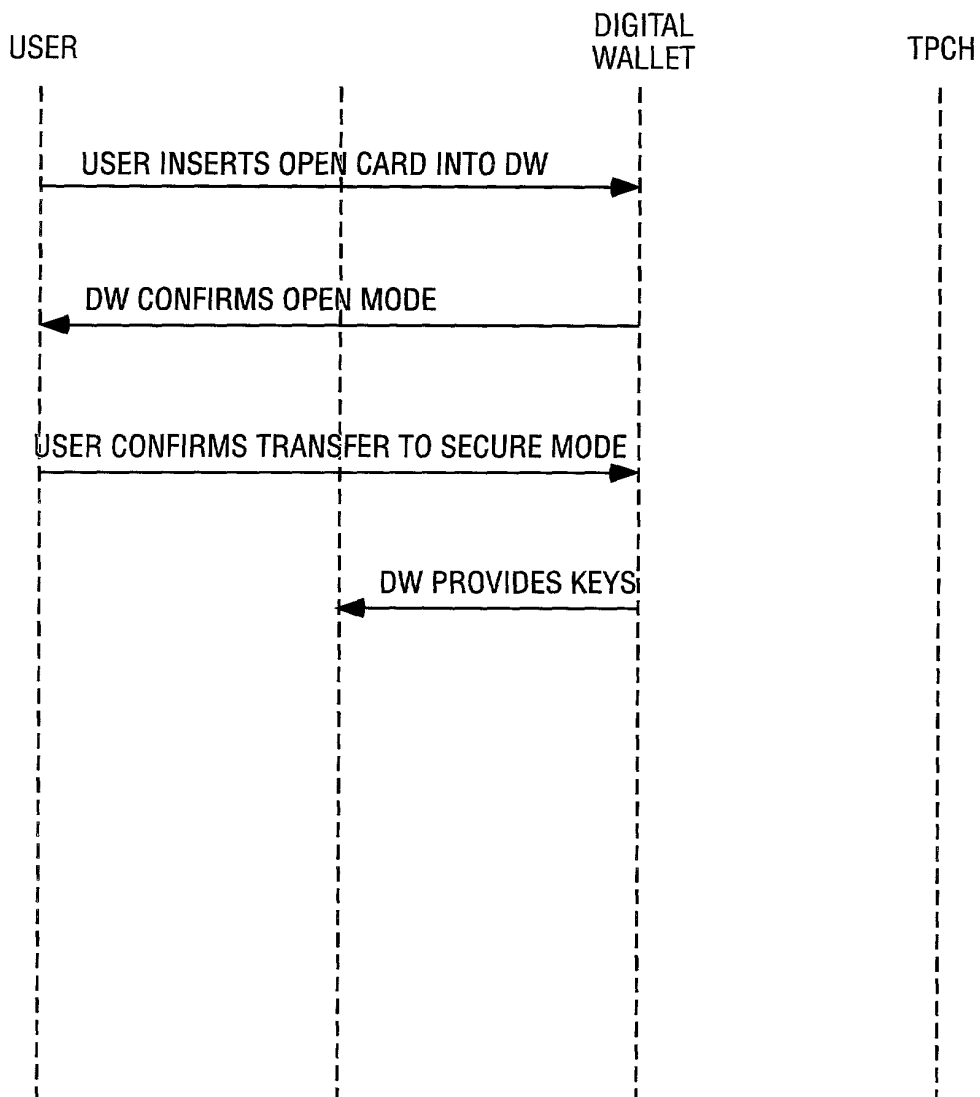 USER
DIGITAL
WALLET
TPCH
USER INSERTS OPEN CARD INTO DW
DW CONFIRMS OPEN MODE
USER CONFIRMS TRANSFER TO SECURE MODE
DW PROVIDES KEYS